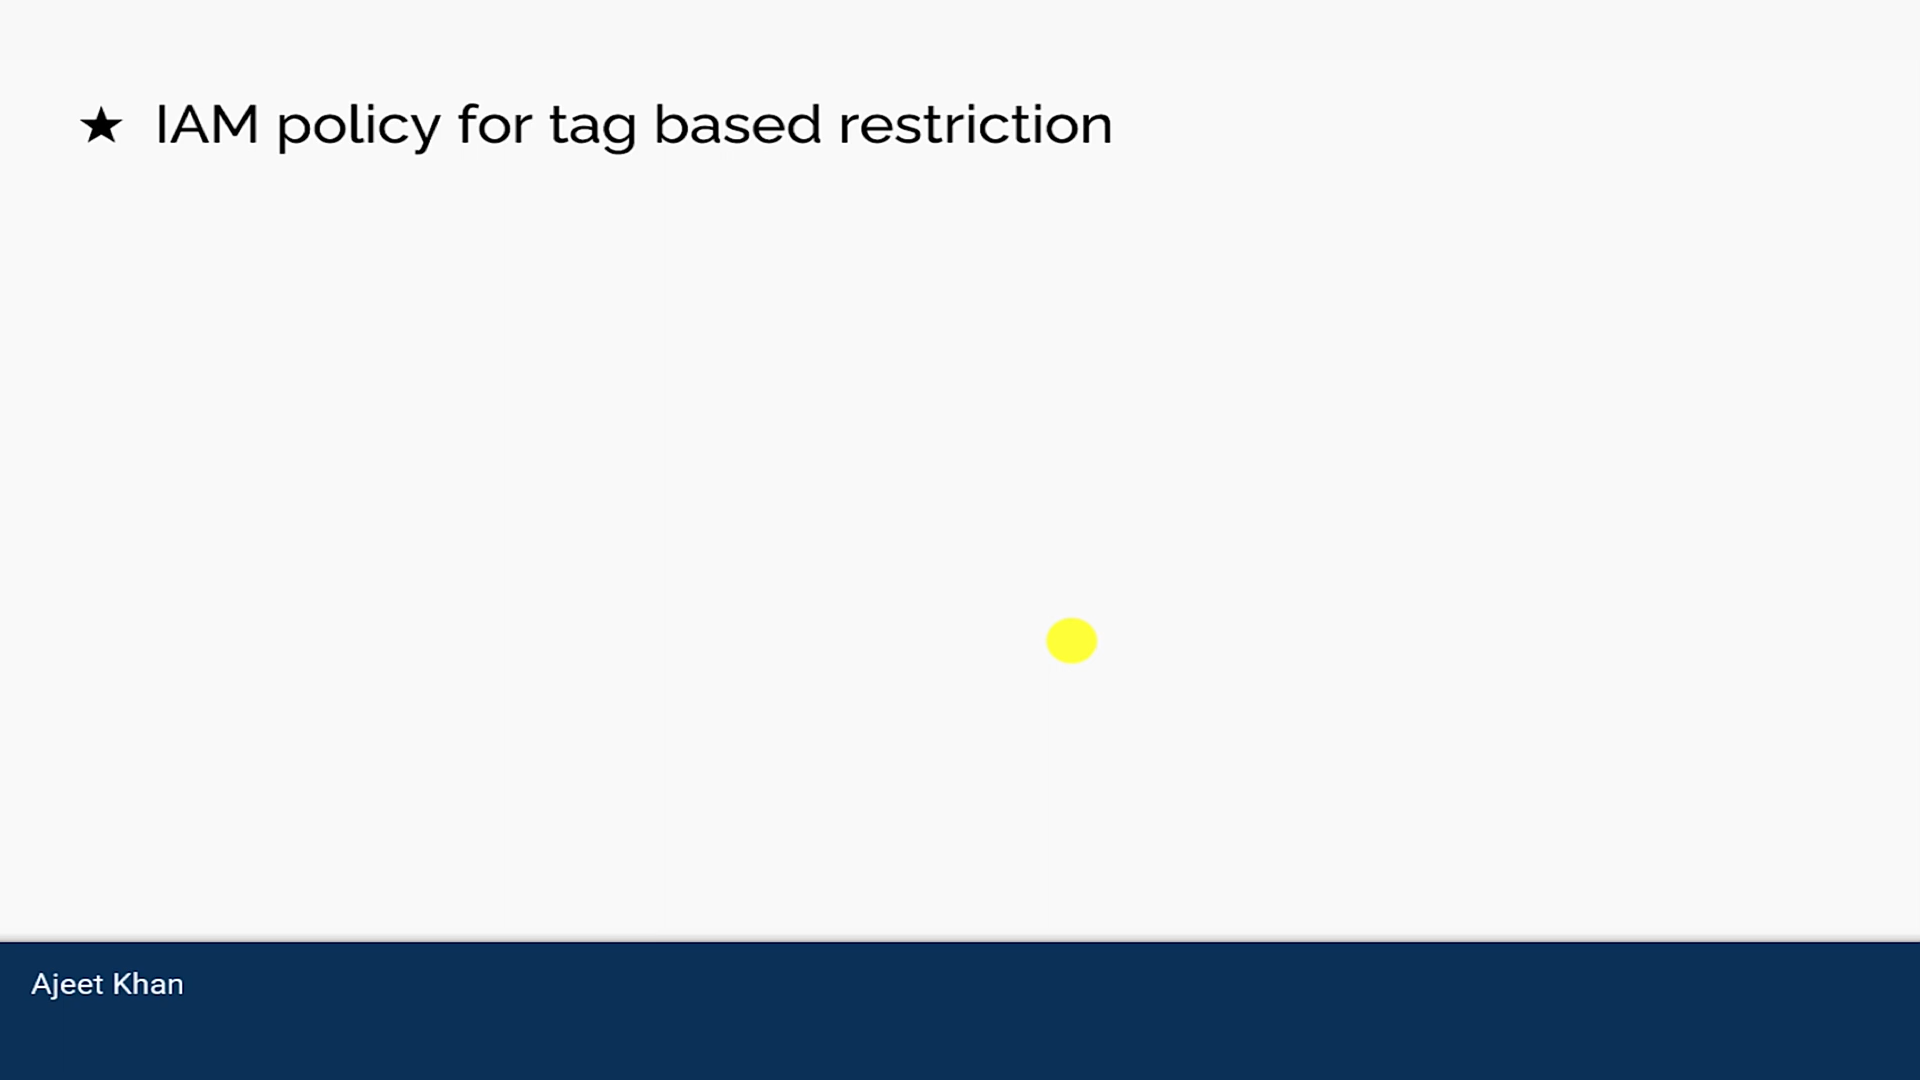 ★ IAM policy for tag based restriction
Ajeet Khan